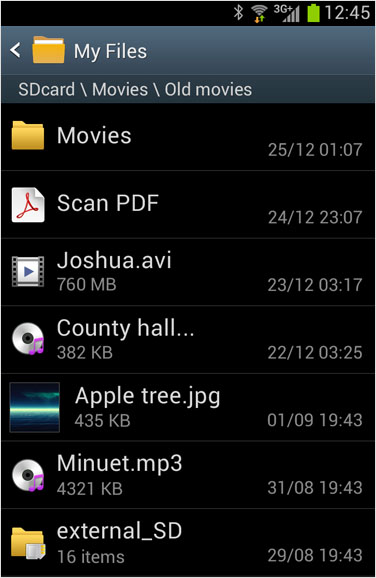 3G+ 12:45
My Files
SDcard \ Movies \ Old movies
Movies
25/12 01:07
Scan PDF
24/12 23:07
Joshua.avi
760 MB 23/12 03:17
County hall...
382 KB 22/12 03:25
Apple tree.jpg
435 KB 01/09 19:43
Minuet.mp3
4321 KB 31/08 19:43
external_SD
16 items 29/08 19:43